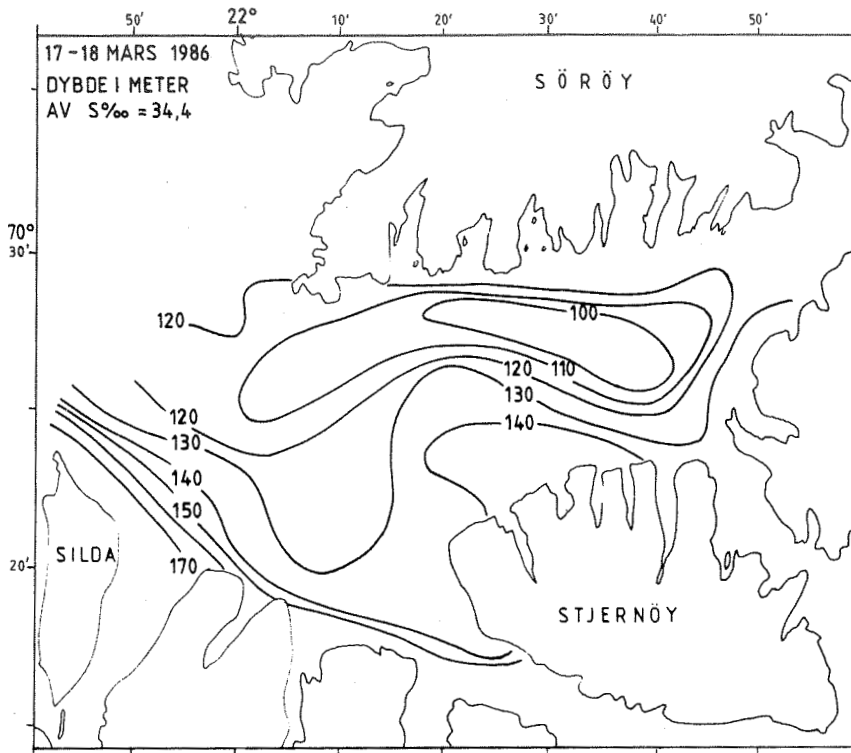 50' 22° 10' 20' 30' 40' 50'
17-18 MARS 1986
DYBDE I METER
AV S‰ = 34,4
SÖRÖY
70°
30'
100
120
120 110
120 130
130 140
140
150
SILDA 170
20'
STJERNÖY